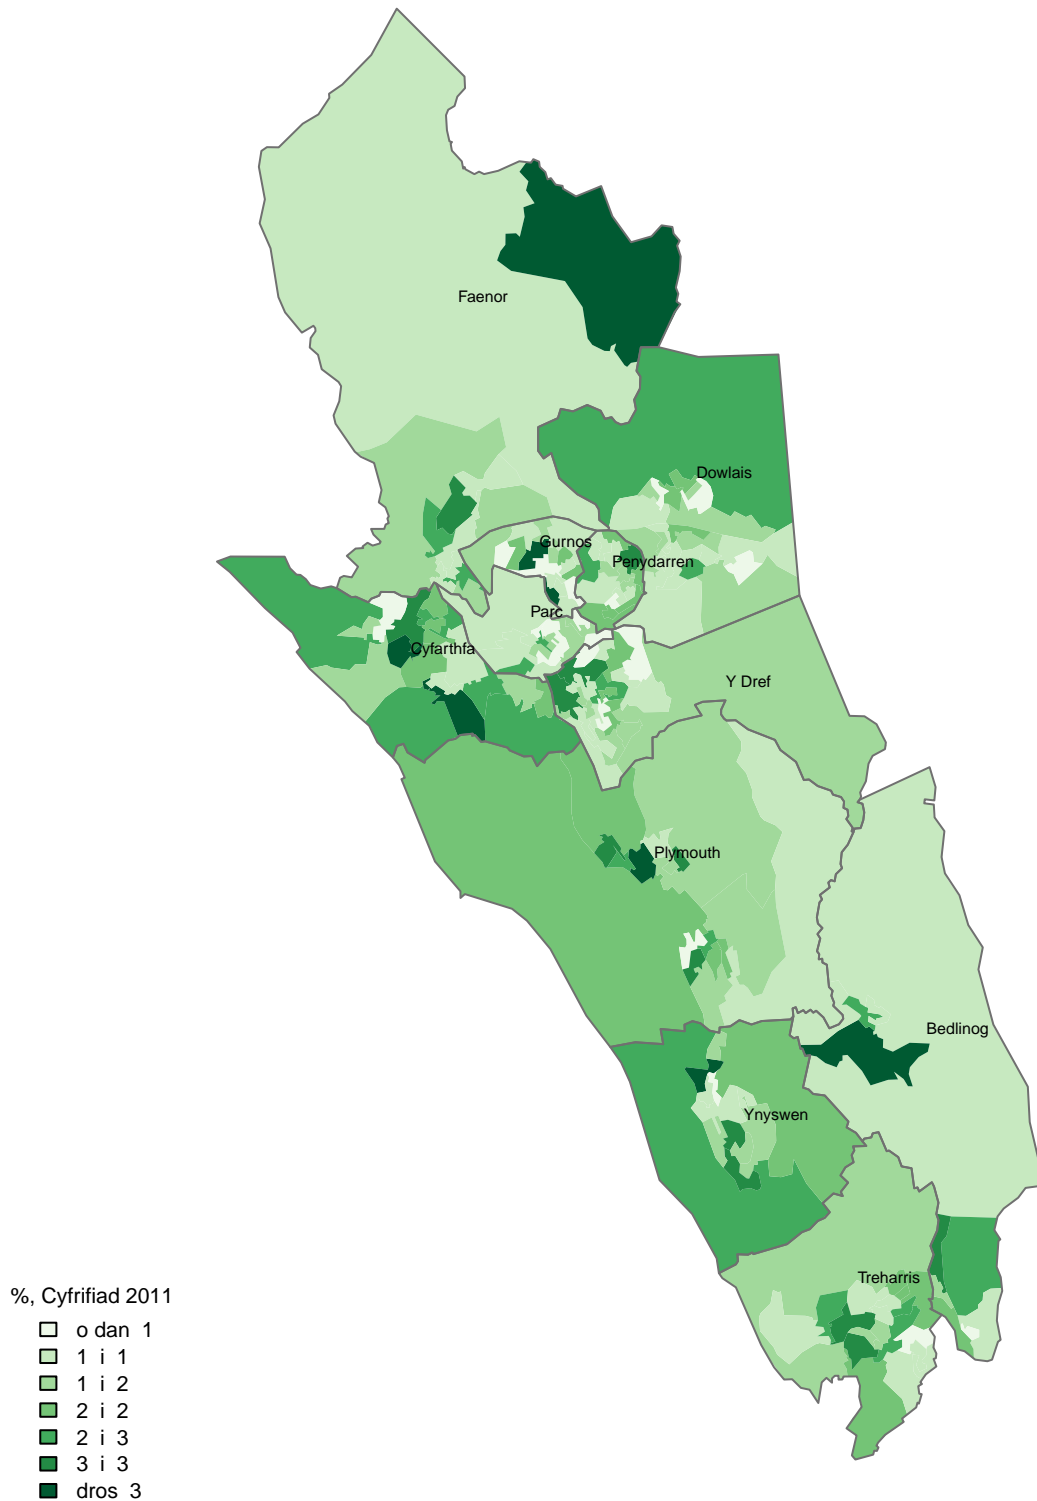 Faenor
Dowlais
Gurnos
Penydarren
Parc
Cyfarthfa
Y Dref
Plymouth
Bedlinog
Ynyswen
Treharris
%, Cyfrifiad 2011
o dan 1
1 i 1
1 i 2
2 i 2
2 i 3
3 i 3
dros 3